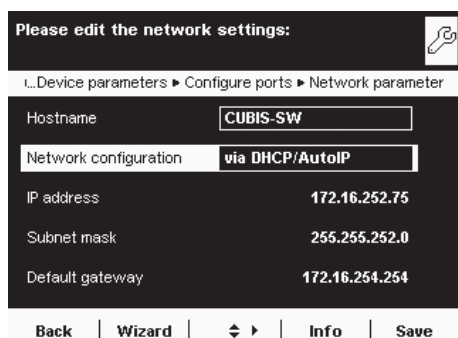 Please edit the network settings:
ı...Device parameters ▸ Configure ports ▸ Network parameter
Hostname CUBIS-SW
Network configuration via DHCP/AutoIP
IP address 172.16.252.75
Subnet mask 255.255.252.0
Default gateway 172.16.254.254
Back Wizard Info Save